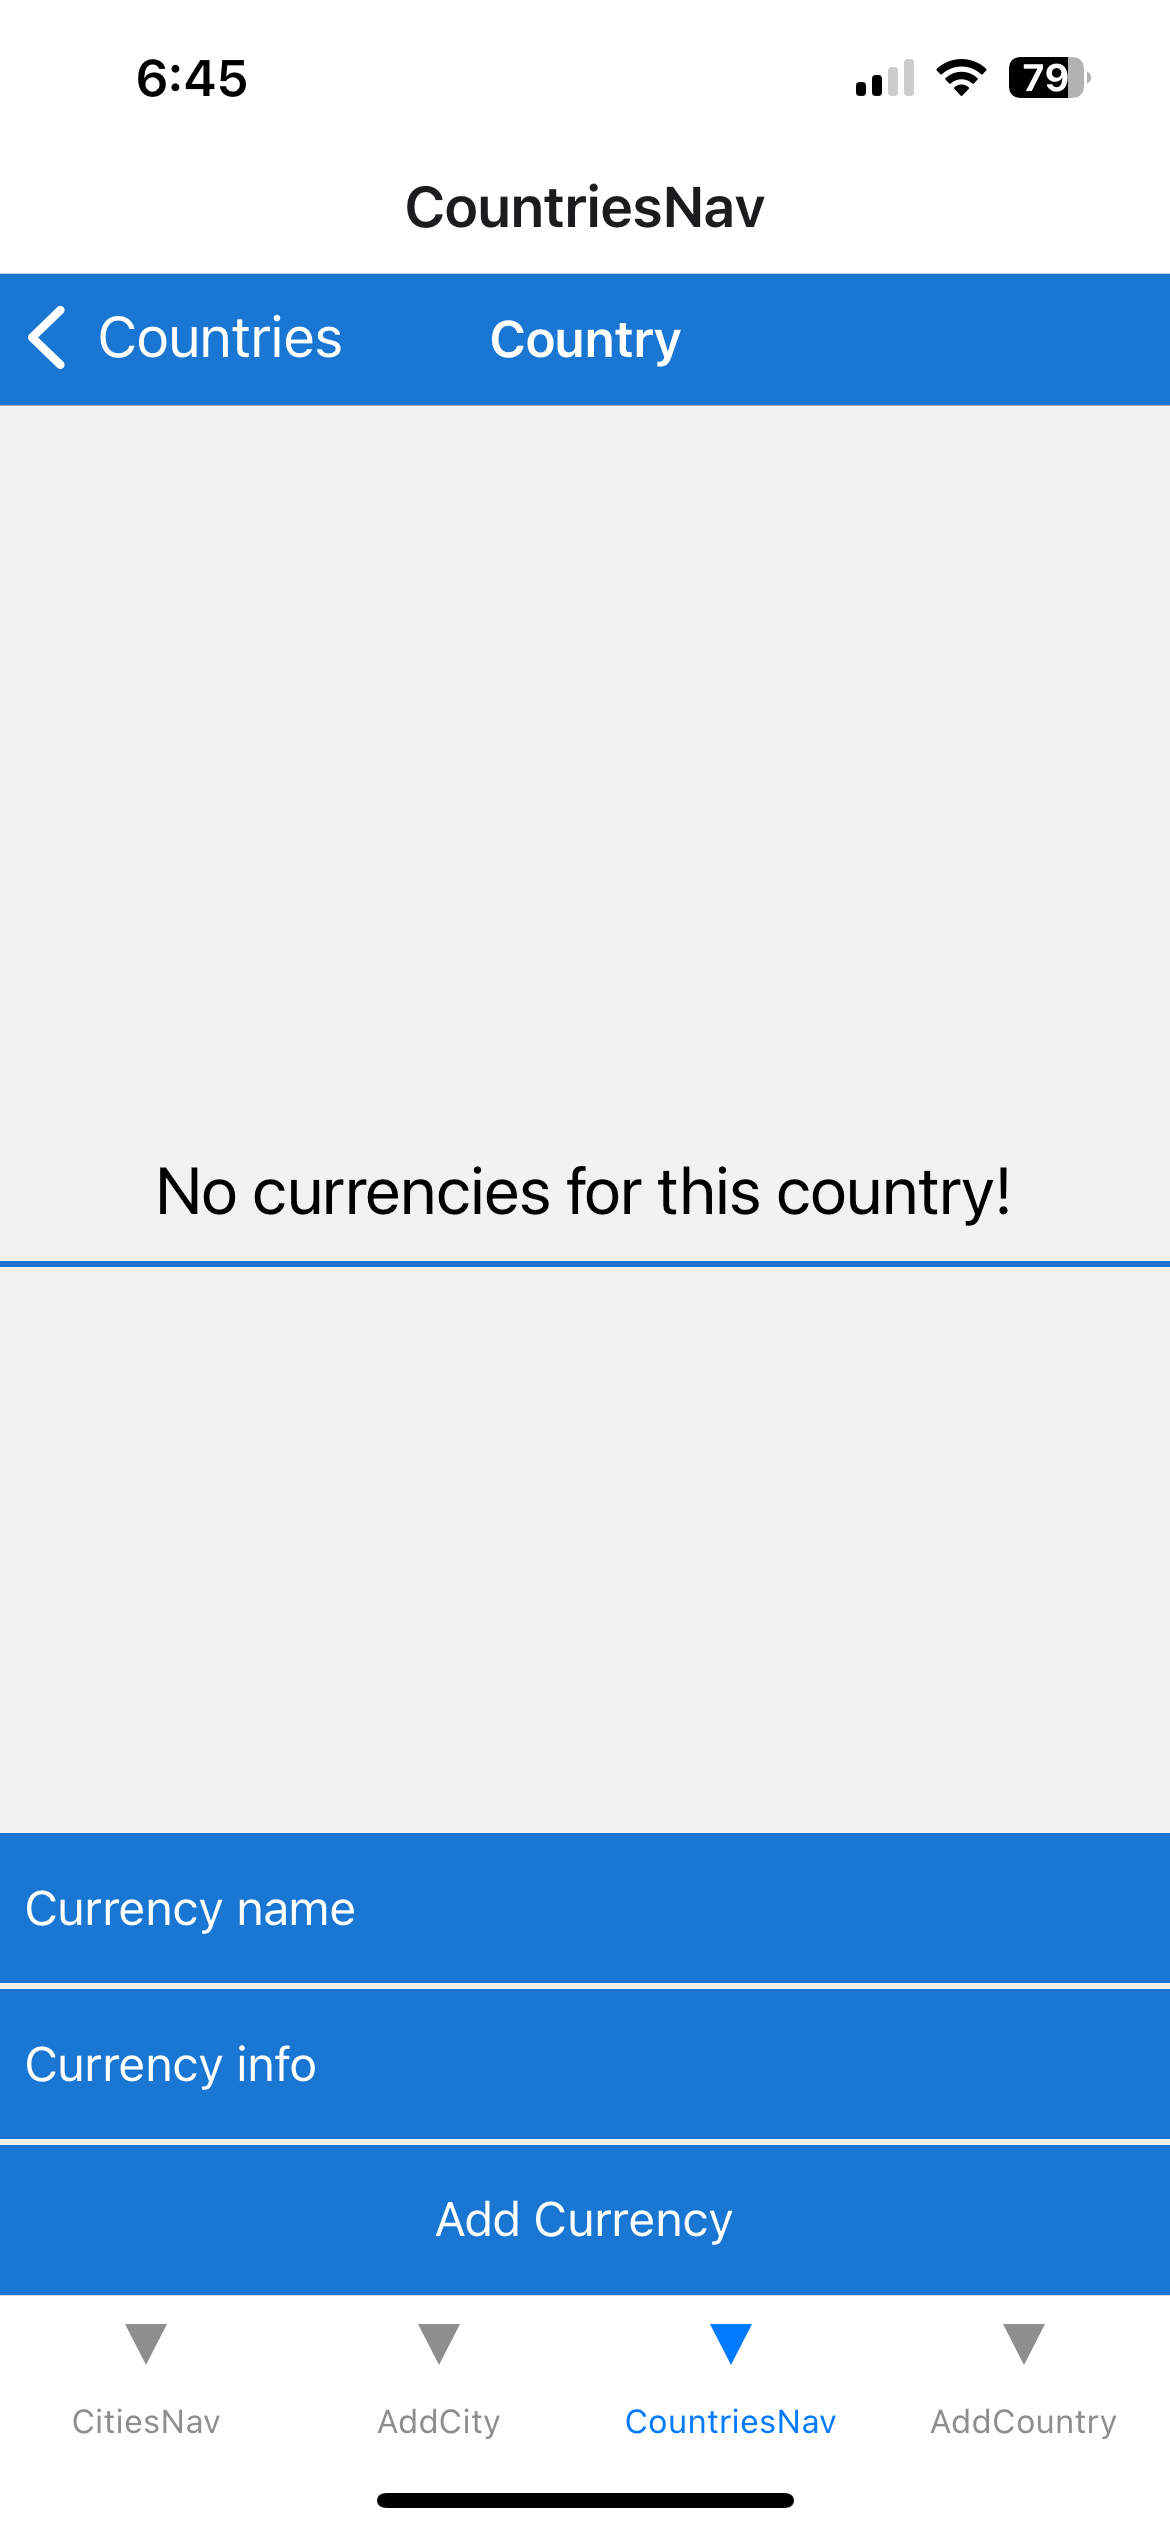 6:45
79
CountriesNav
Countries
Country
No currencies for this country!
Currency name
Currency info
Add Currency
CitiesNav
AddCity
CountriesNav
AddCountry